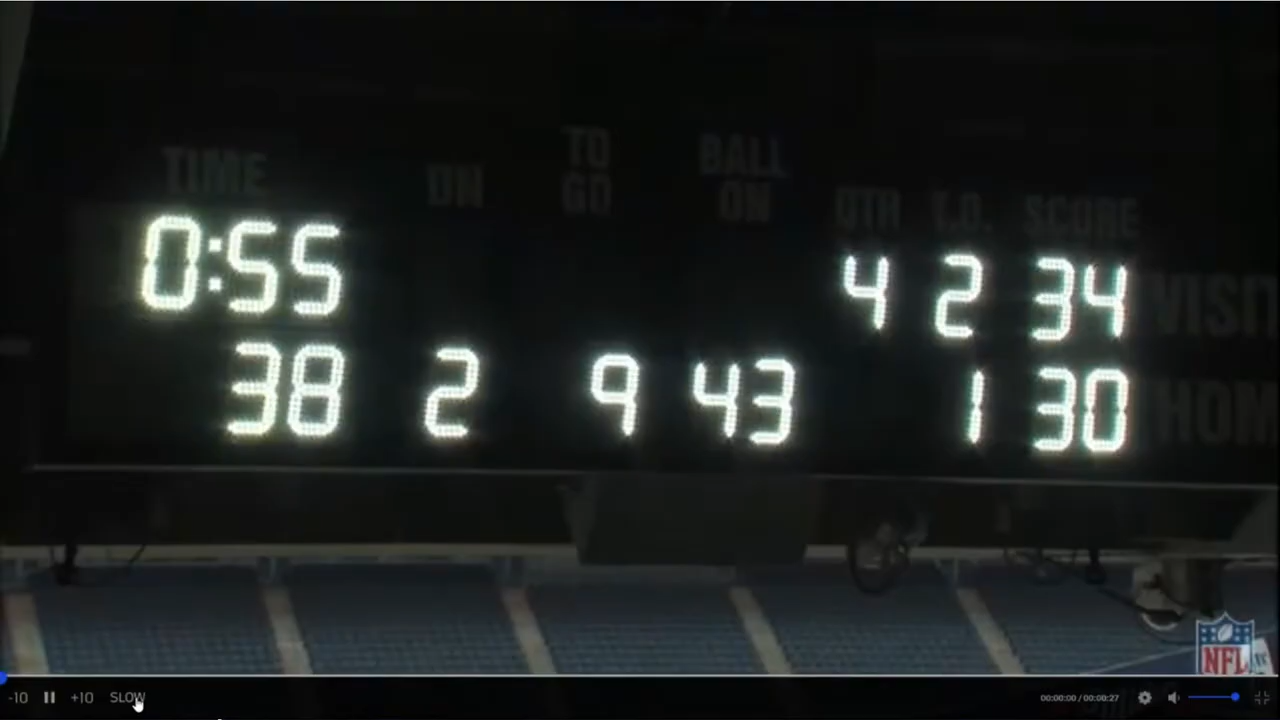 TIME DN TO GO BALL ON QTR T.O. SCORE
0:55 4 2 34 VISIT
38 2 9 43 1 30 HOM
NFL
-10 +10 SLOW 00:00:00 / 00:00:27